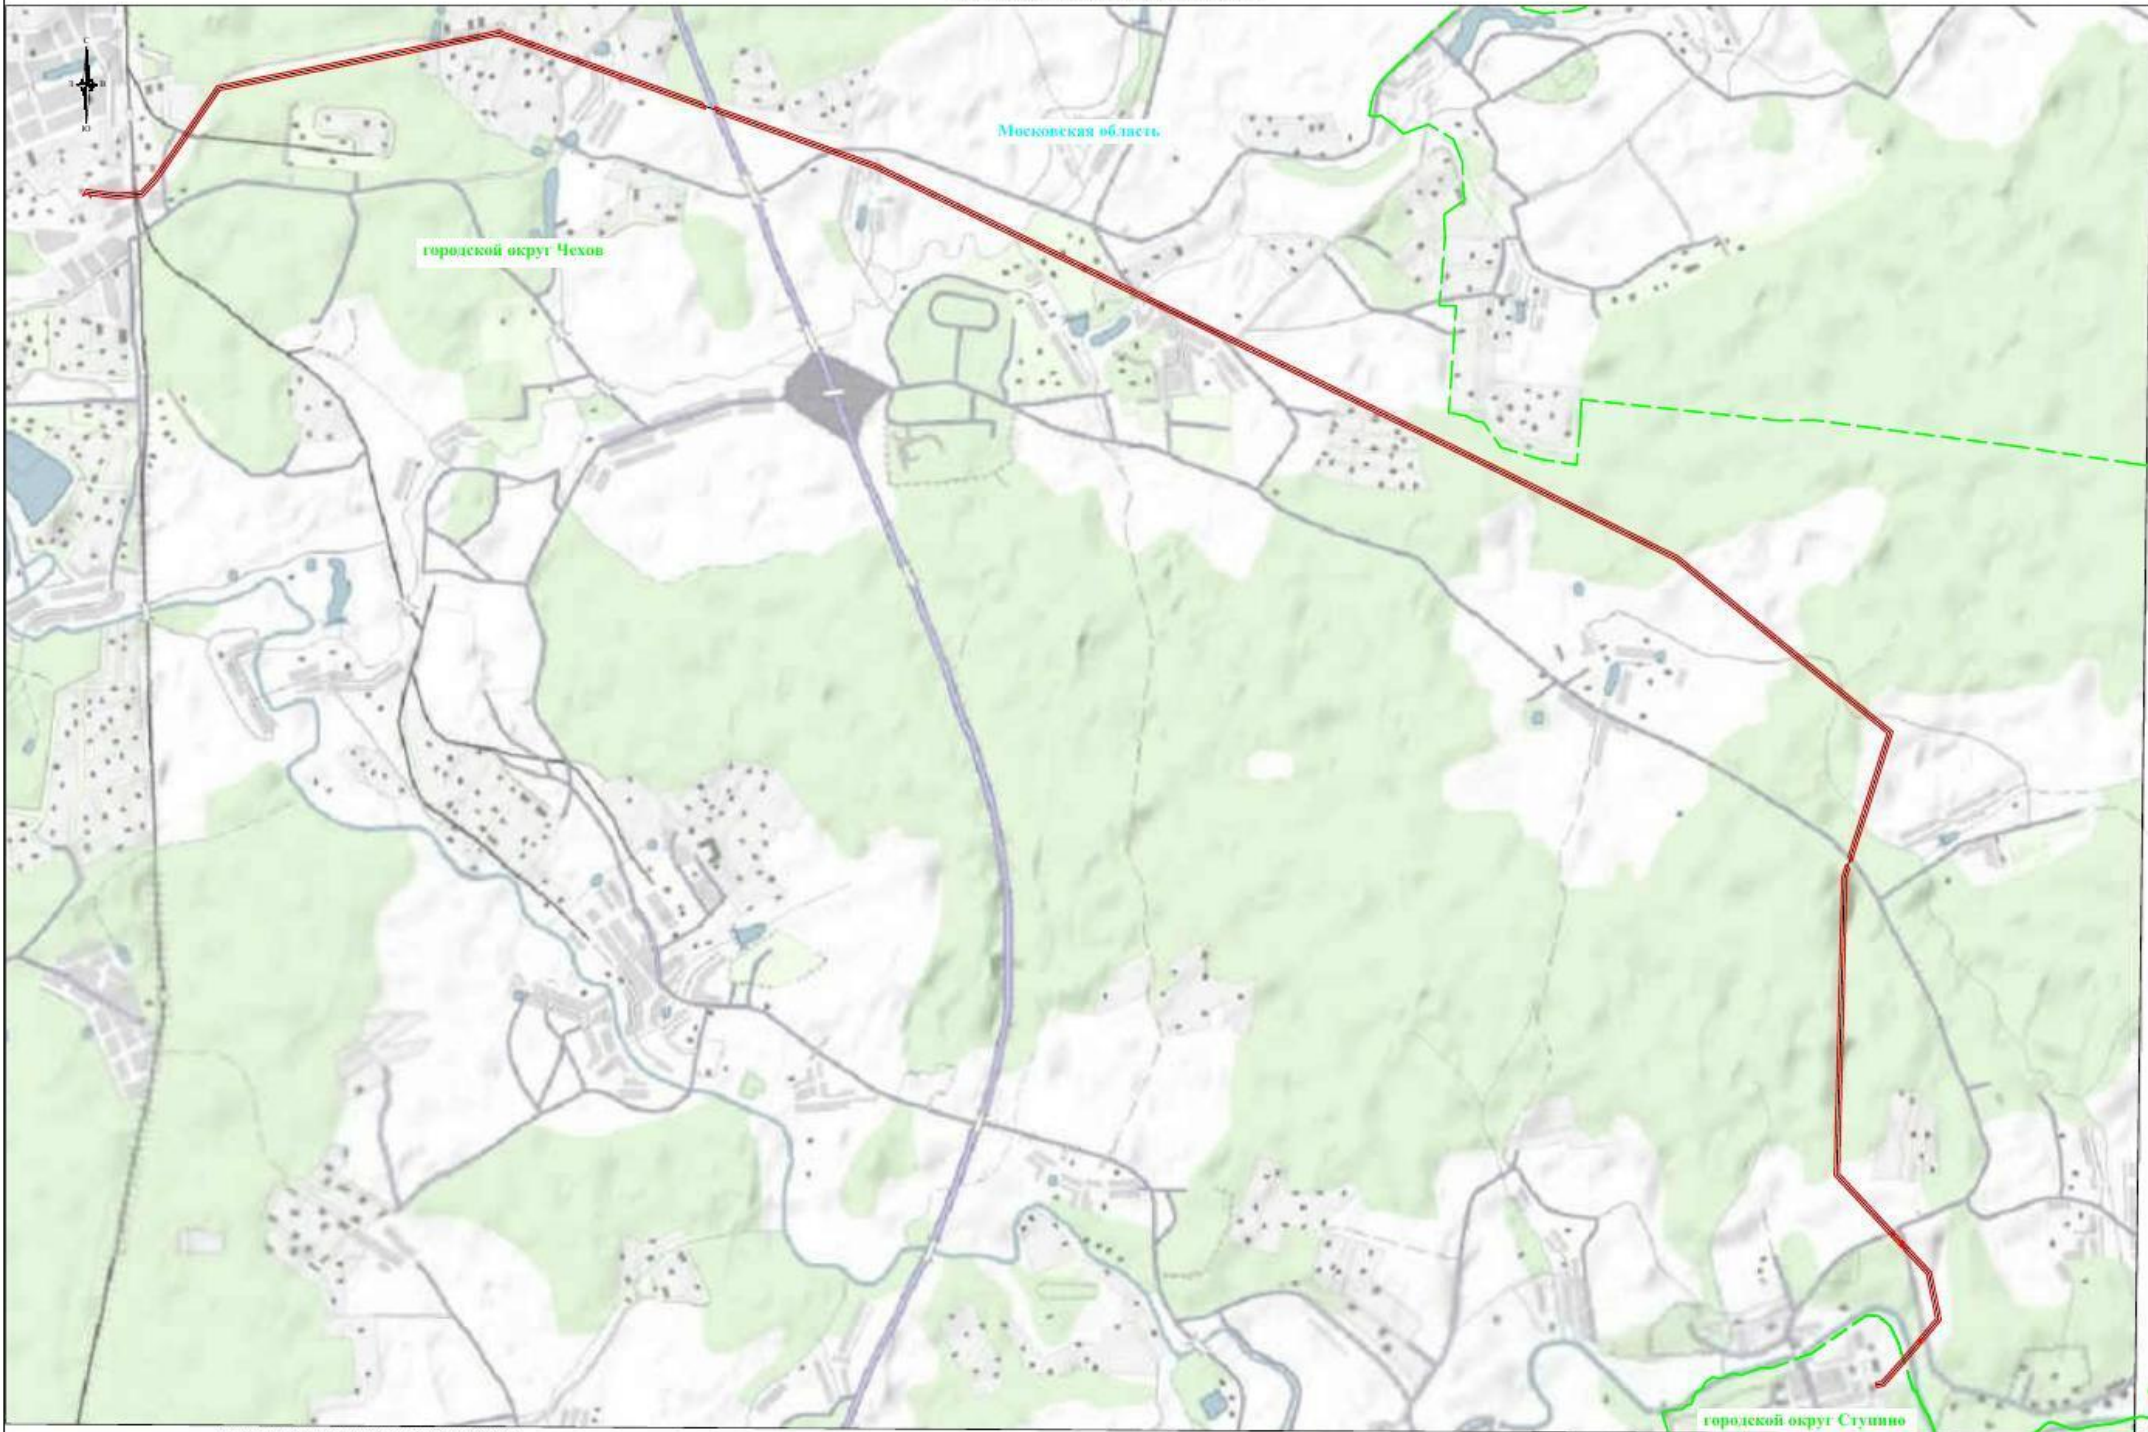 С
З В
Ю
Московская область
городской округ Чехов
городской округ Ступино